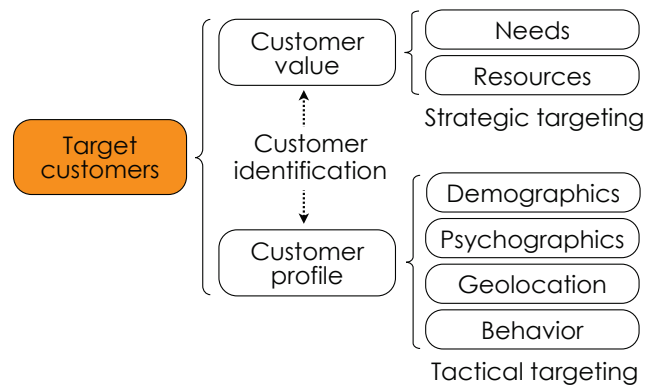 Target
customers
Customer
value
Customer
identification
Customer
profile
Needs
Resources
Strategic targeting
Demographics
Psychographics
Geolocation
Behavior
Tactical targeting